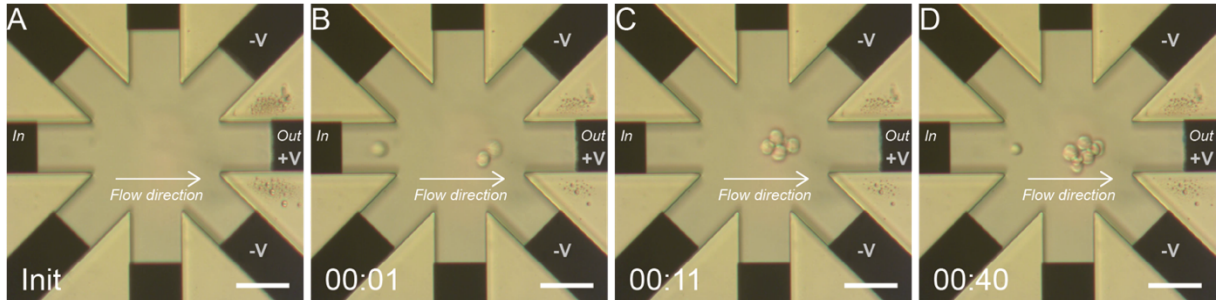 A
-V
In
Out
+V
Flow direction
-V
Init
B
-V
In
Out
+V
Flow direction
-V
00:01
C
-V
In
Out
+V
Flow direction
-V
00:11
D
-V
In
Out
+V
Flow direction
-V
00:40